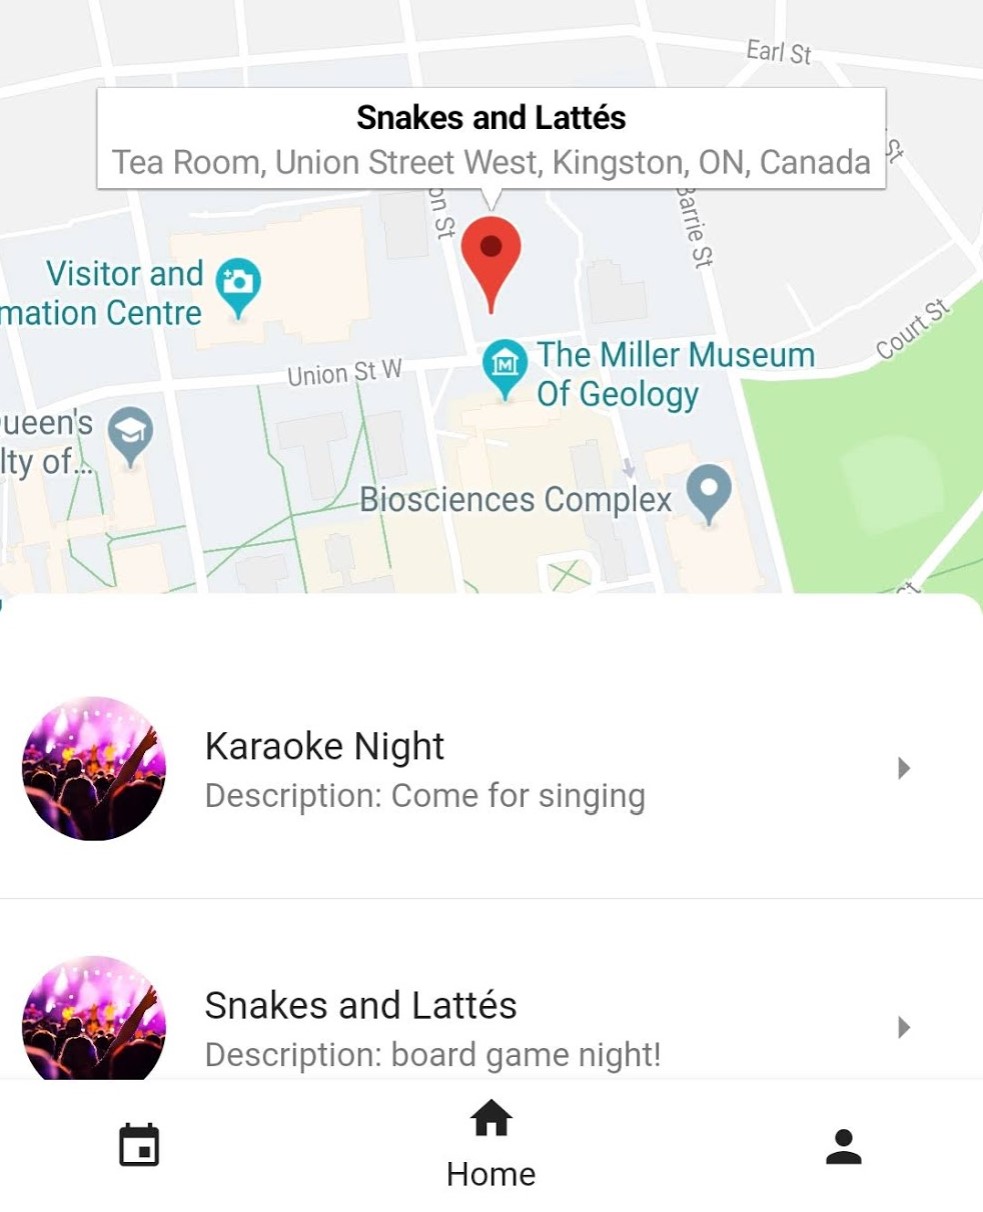 Earl St
Snakes and Lattés
Tea Room, Union Street West, Kingston, ON, Canada
St
on St
Barrie St
Visitor and
mation Centre
Court St
Union St W
The Miller Museum
Of Geology
ueen's
lty of...
Biosciences Complex
St
Karaoke Night
Description: Come for singing
Snakes and Lattés
Description: board game night!
Home